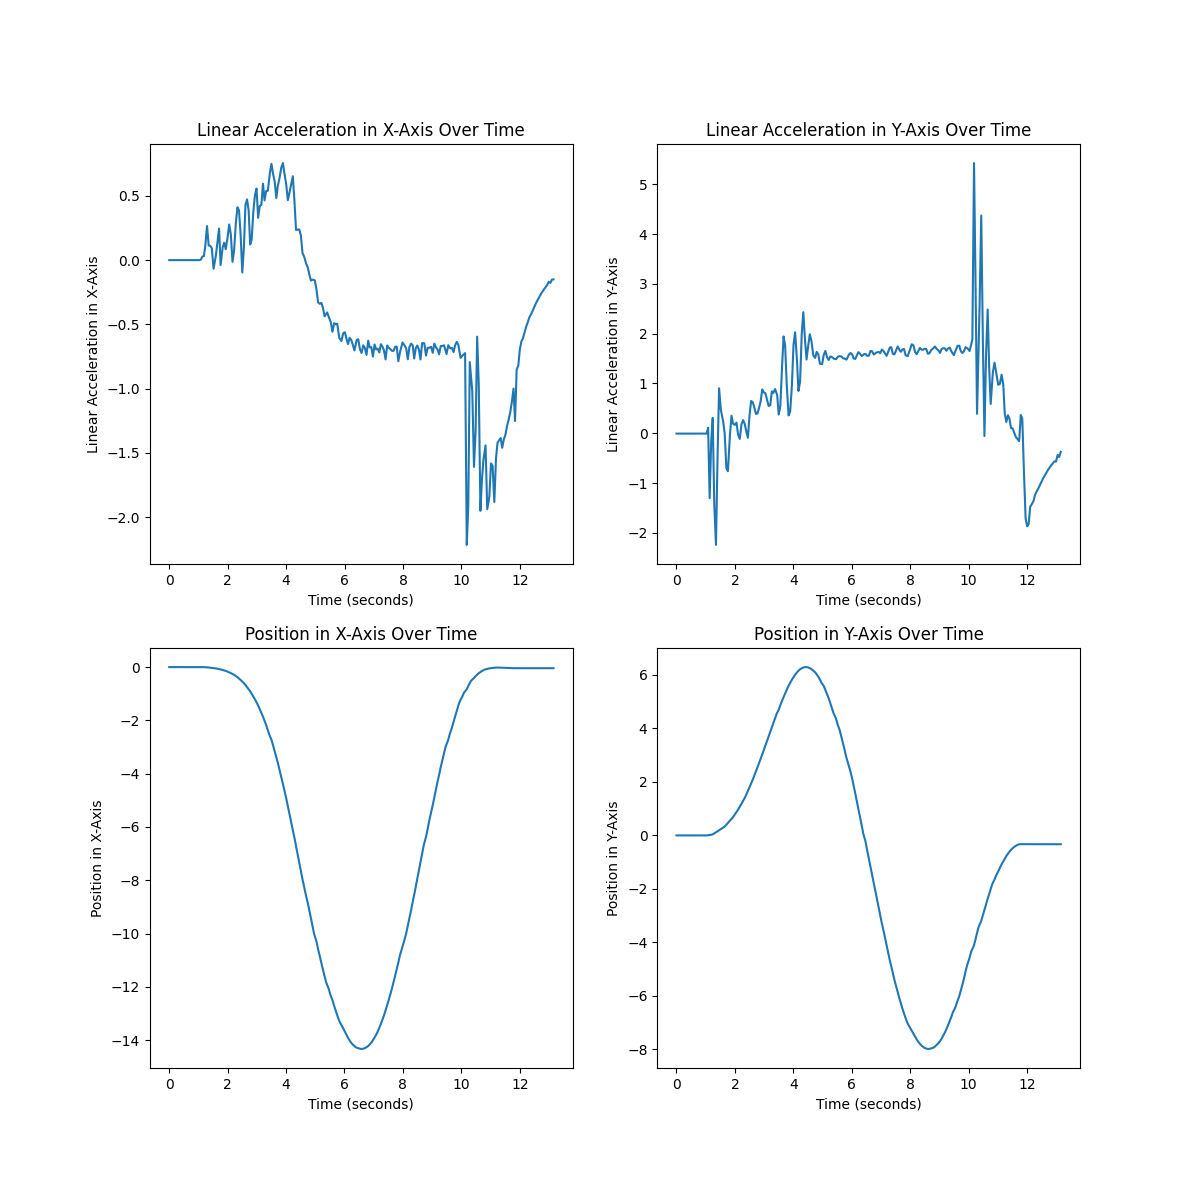 Linear Acceleration in X-Axis Over Time
Linear Acceleration in X-Axis
0.5
0.0
−0.5
−1.0
−1.5
−2.0
0 2 4 6 8 10 12
Time (seconds)
Linear Acceleration in Y-Axis Over Time
Linear Acceleration in Y-Axis
5
4
3
2
1
0
−1
−2
0 2 4 6 8 10 12
Time (seconds)
Position in X-Axis Over Time
Position in X-Axis
0
−2
−4
−6
−8
−10
−12
−14
0 2 4 6 8 10 12
Time (seconds)
Position in Y-Axis Over Time
Position in Y-Axis
6
4
2
0
−2
−4
−6
−8
0 2 4 6 8 10 12
Time (seconds)